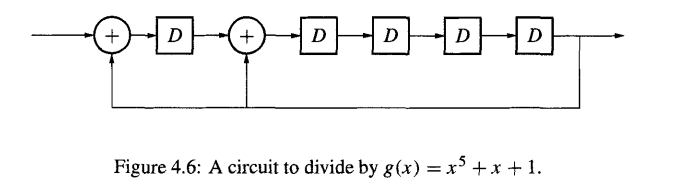 + D + D D D D
Figure 4.6: A circuit to divide by g(x) = x⁵ + x + 1.